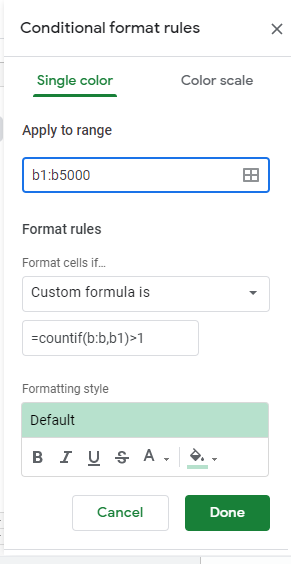 Conditional format rules
Single color
Color scale
Apply to range
b1:b5000
Format rules
Format cells if…
Custom formula is
=countif(b:b,b1)>1
Formatting style
Default
B I U S A
Cancel
Done